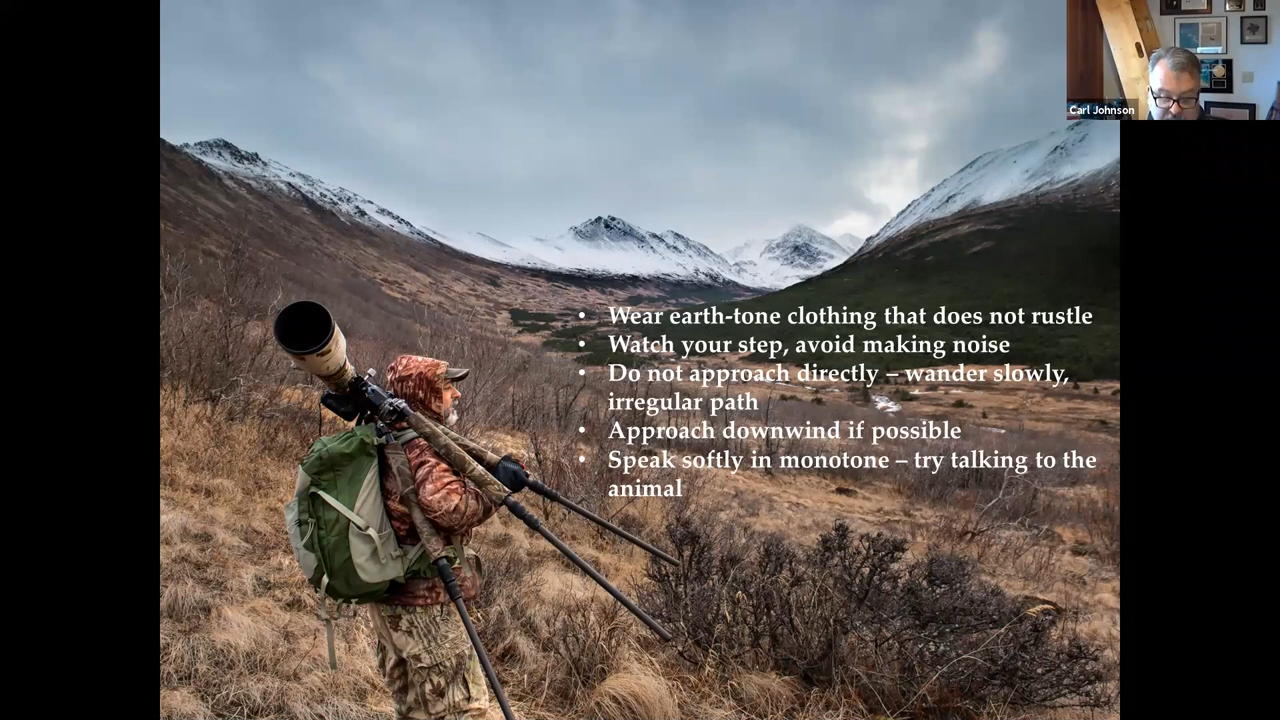 Carl Johnson
• Wear earth-tone clothing that does not rustle
• Watch your step, avoid making noise
• Do not approach directly – wander slowly,
irregular path
• Approach downwind if possible
• Speak softly in monotone – try talking to the
animal